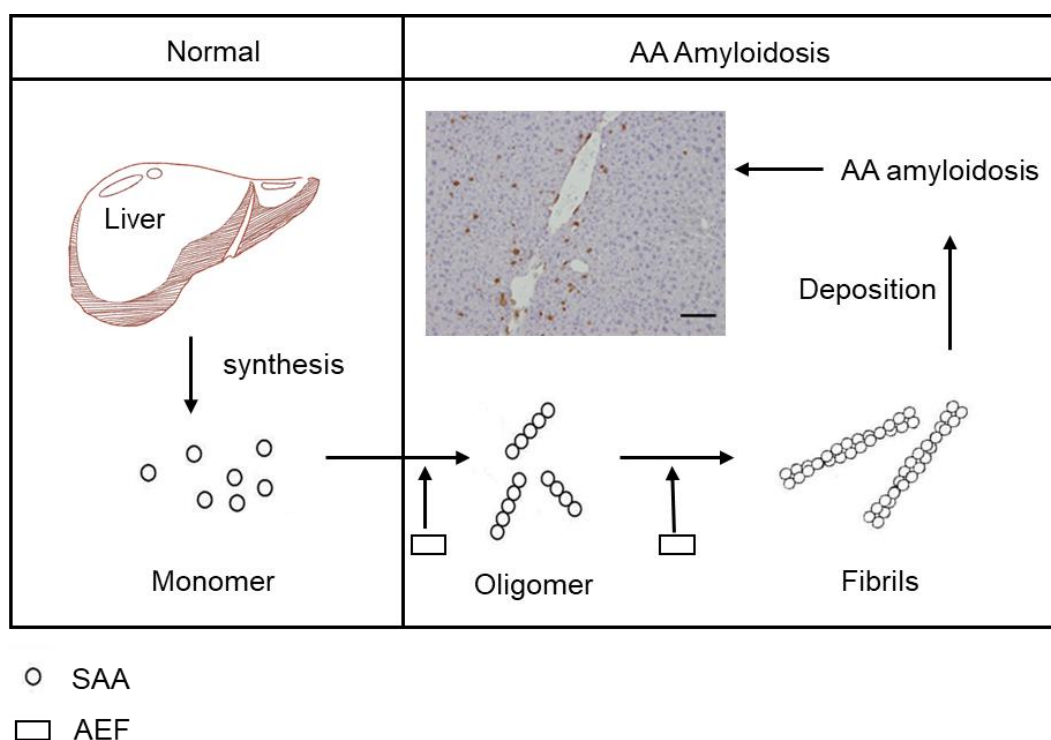 Normal
AA Amyloidosis
Liver
synthesis
Monomer
AA amyloidosis
Deposition
Oligomer
Fibrils
SAA
AEF